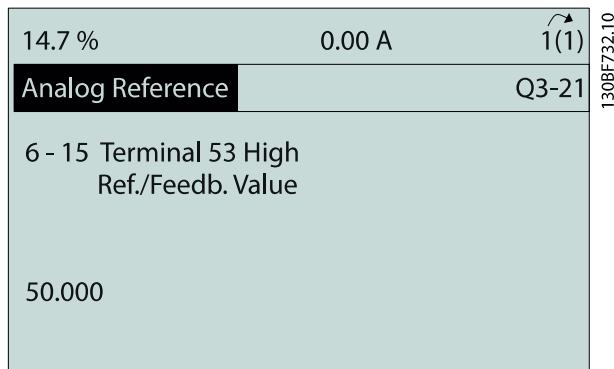 14.7 % 0.00 A 1(1)
Analog Reference Q3-21
6 - 15 Terminal 53 High
Ref./Feedb. Value
50.000
130BF732.10